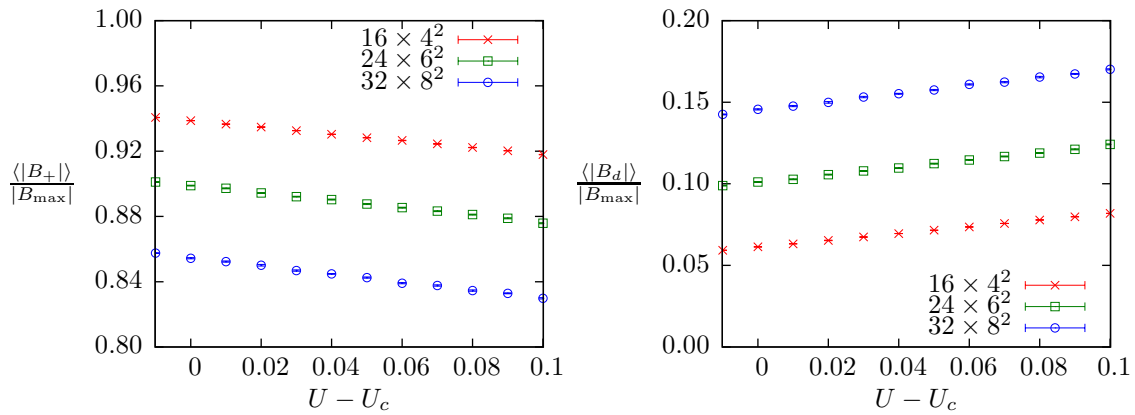 1.00
0.96
0.92
0.88
0.84
0.80
⟨|B₊|⟩
|Bmax|
16 × 4²
24 × 6²
32 × 8²
0 0.02 0.04 0.06 0.08 0.1
U − Uc
0.20
0.15
0.10
0.05
0.00
⟨|Bd|⟩
|Bmax|
16 × 4²
24 × 6²
32 × 8²
0 0.02 0.04 0.06 0.08 0.1
U − Uc